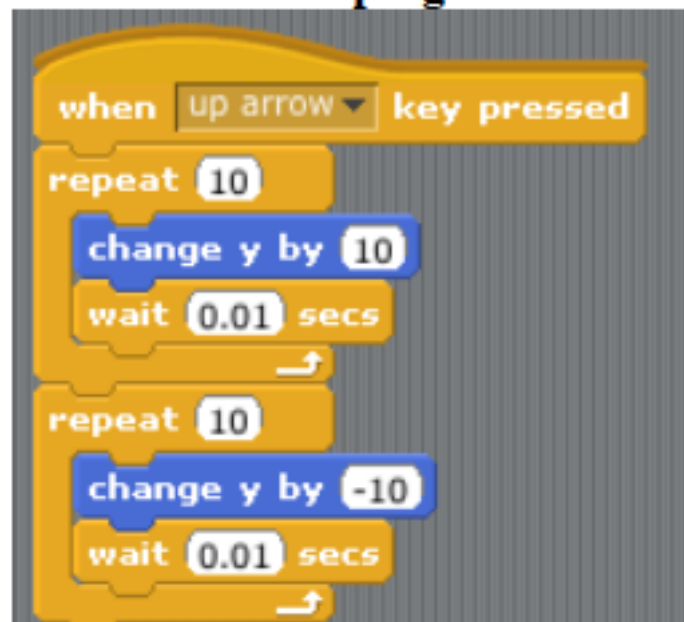 when up arrow key pressed
repeat 10
change y by 10
wait 0.01 secs
repeat 10
change y by -10
wait 0.01 secs